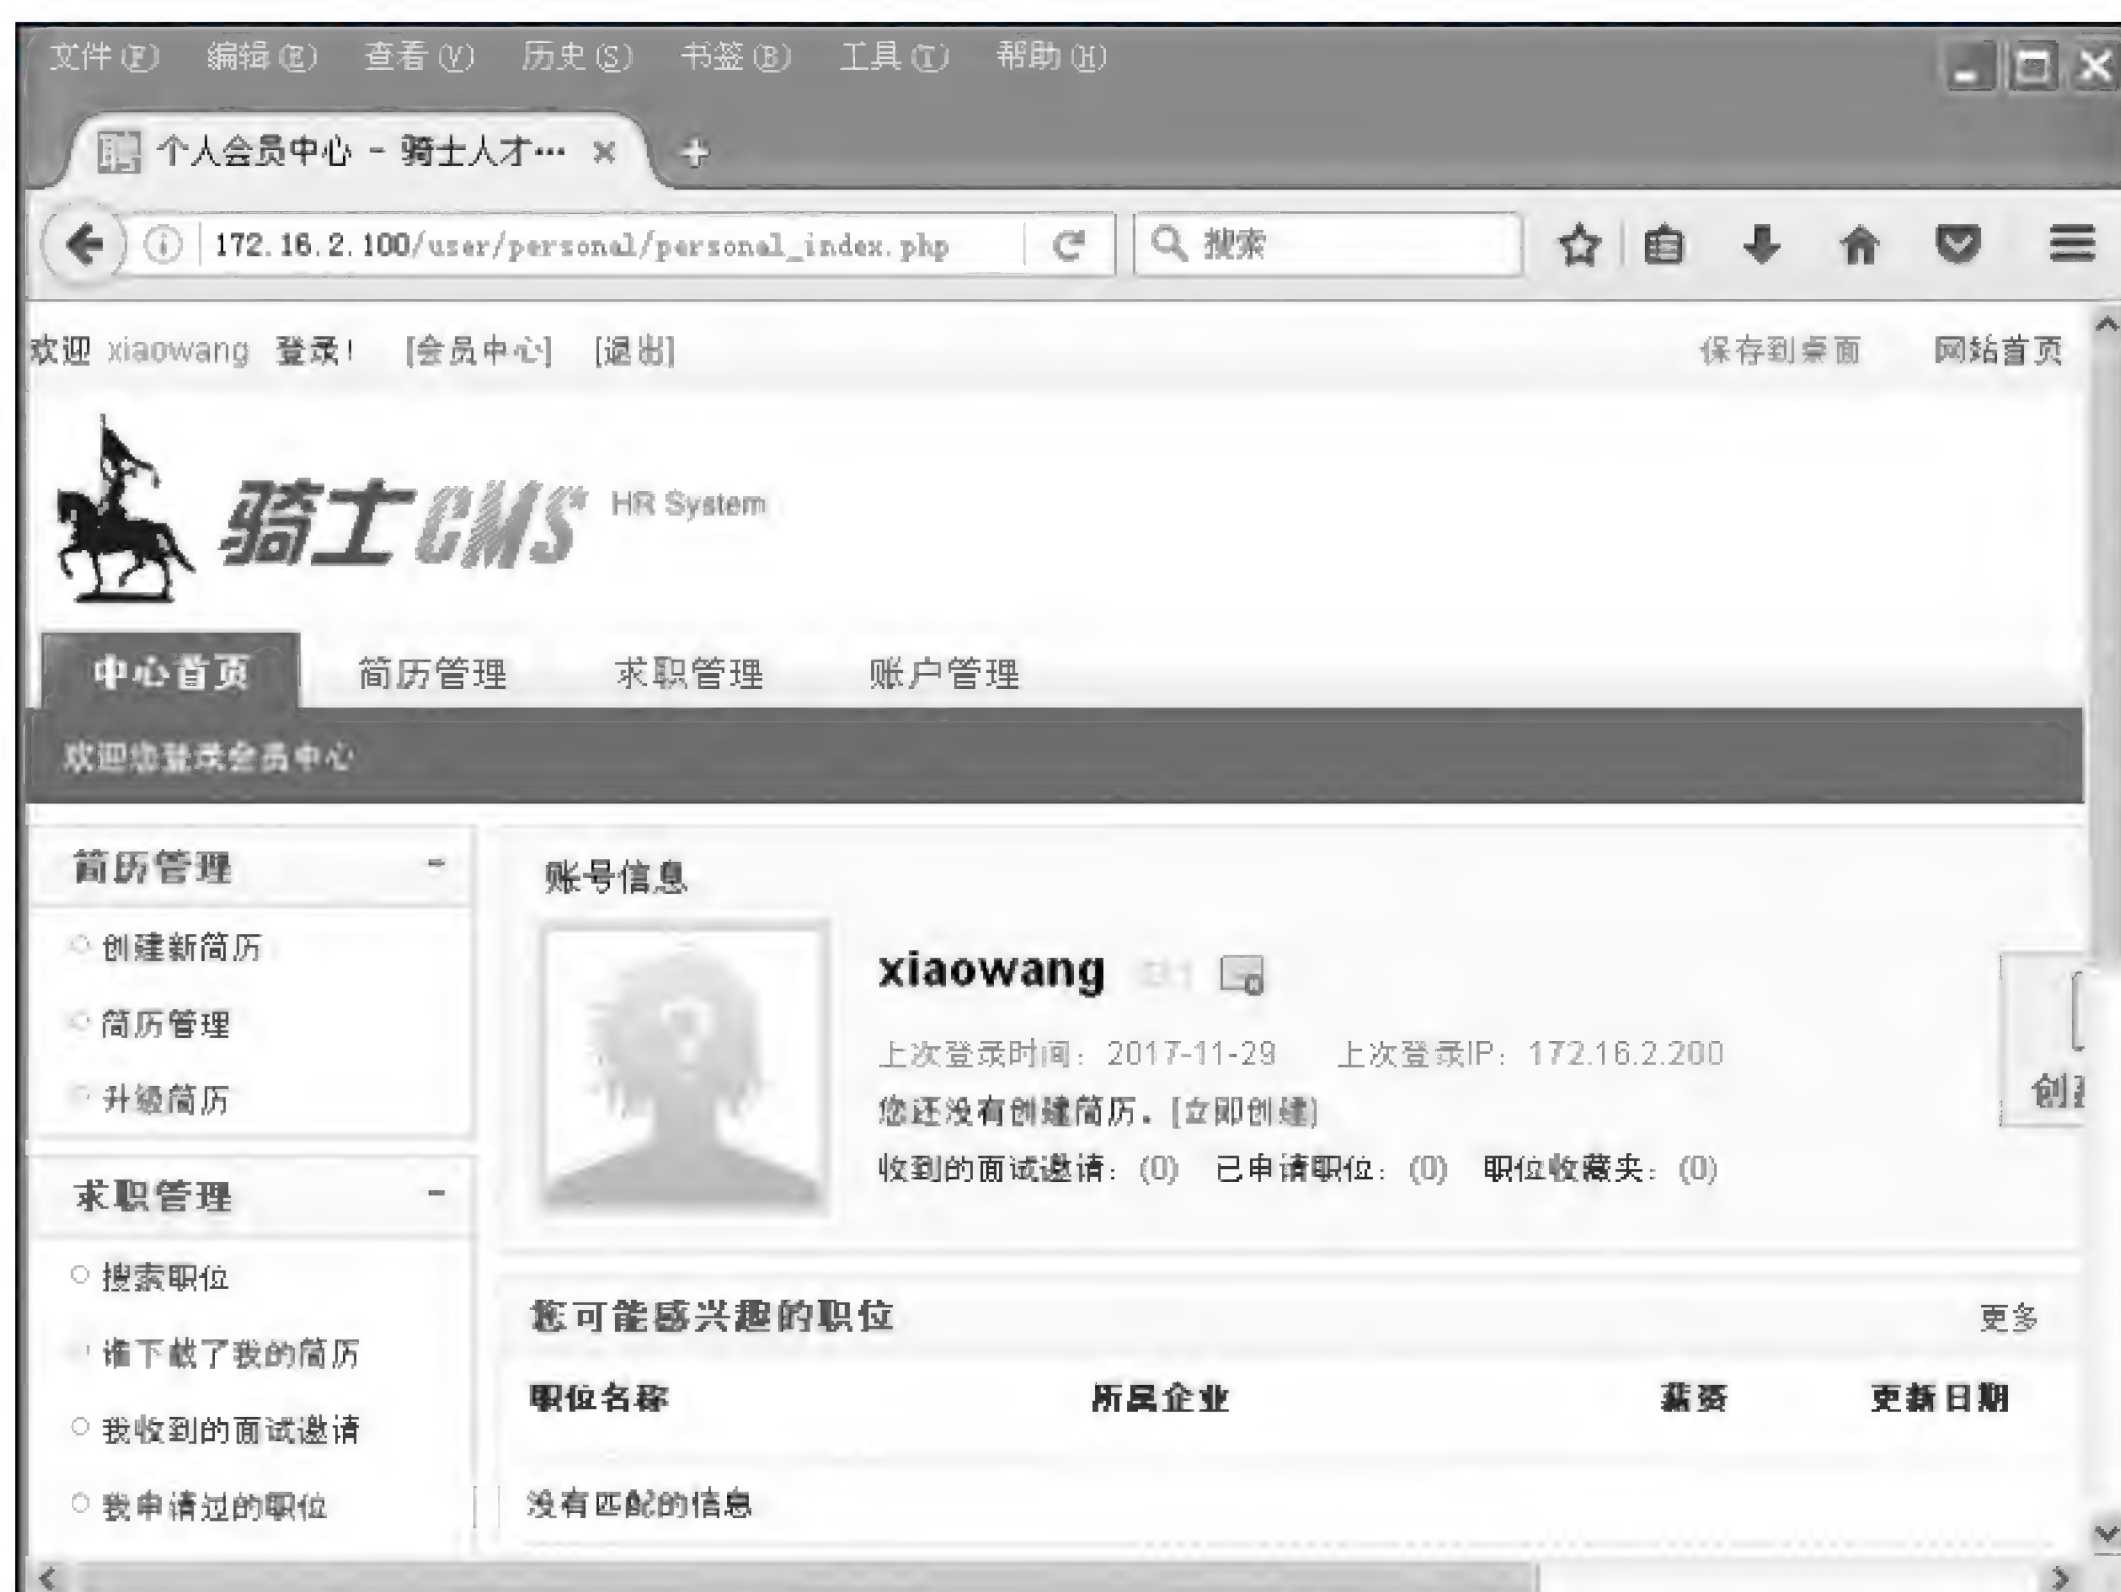 文件(F) 编辑(E) 查看(V) 历史(S) 书签(B) 工具(T) 帮助(H)
个人会员中心 - 骑士人才…
172.16.2.100/user/personal/personal_index.php 搜索
欢迎 xiaowang 登录! [会员中心] [退出] 保存到桌面 网站首页
骑士CMS HR System
中心首页 简历管理 求职管理 账户管理
欢迎您登录会员中心
简历管理
创建新简历
简历管理
升级简历
求职管理
搜索职位
谁下载了我的简历
我收到的面试邀请
我申请过的职位
账号信息
xiaowang
上次登录时间: 2017-11-29 上次登录IP: 172.16.2.200
您还没有创建简历。[立即创建]
收到的面试邀请: (0) 已申请职位: (0) 职位收藏夹: (0)
您可能感兴趣的职位 更多
职位名称 所属企业 薪资 更新日期
没有匹配的信息